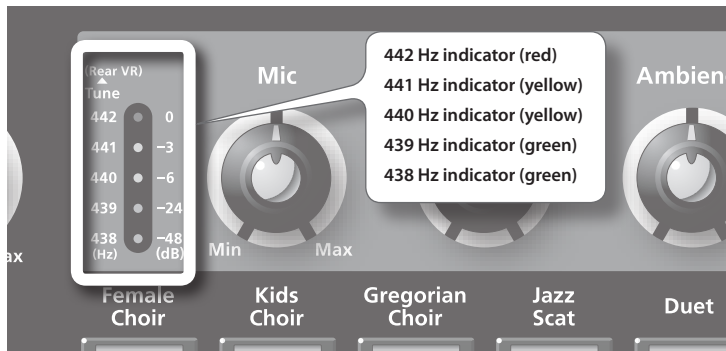 (Rear VR)
Tune
442 0
441 −3
440 −6
439 −24
438 −48
(Hz) (dB)
Mic
Min Max
442 Hz indicator (red)
441 Hz indicator (yellow)
440 Hz indicator (yellow)
439 Hz indicator (green)
438 Hz indicator (green)
Female
Choir
Kids
Choir
Gregorian
Choir
Jazz
Scat
Duet